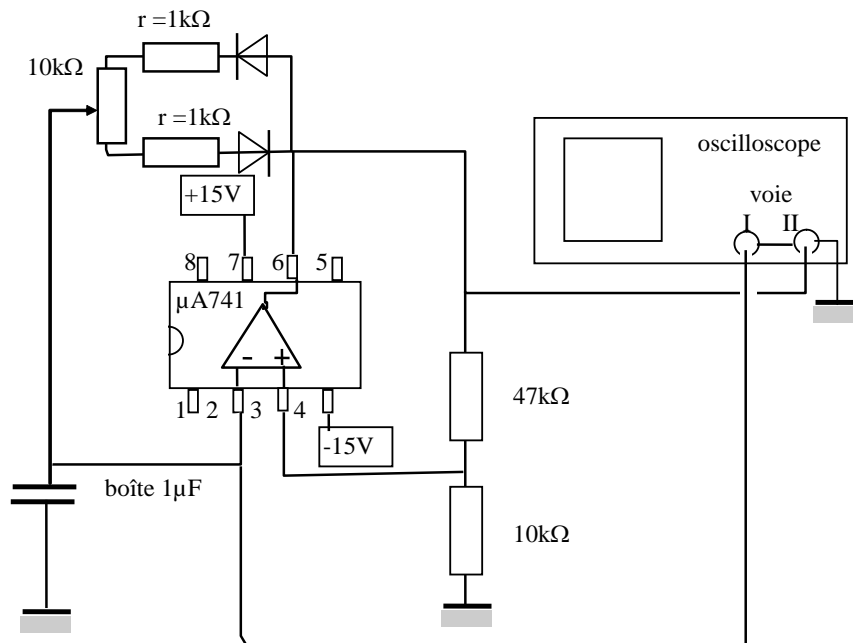 r =1kΩ
10kΩ
r =1kΩ
+15V
oscilloscope
voie
I II
8 7 6 5
µA741
- +
1 2 3 4
-15V
47kΩ
boîte 1µF
10kΩ